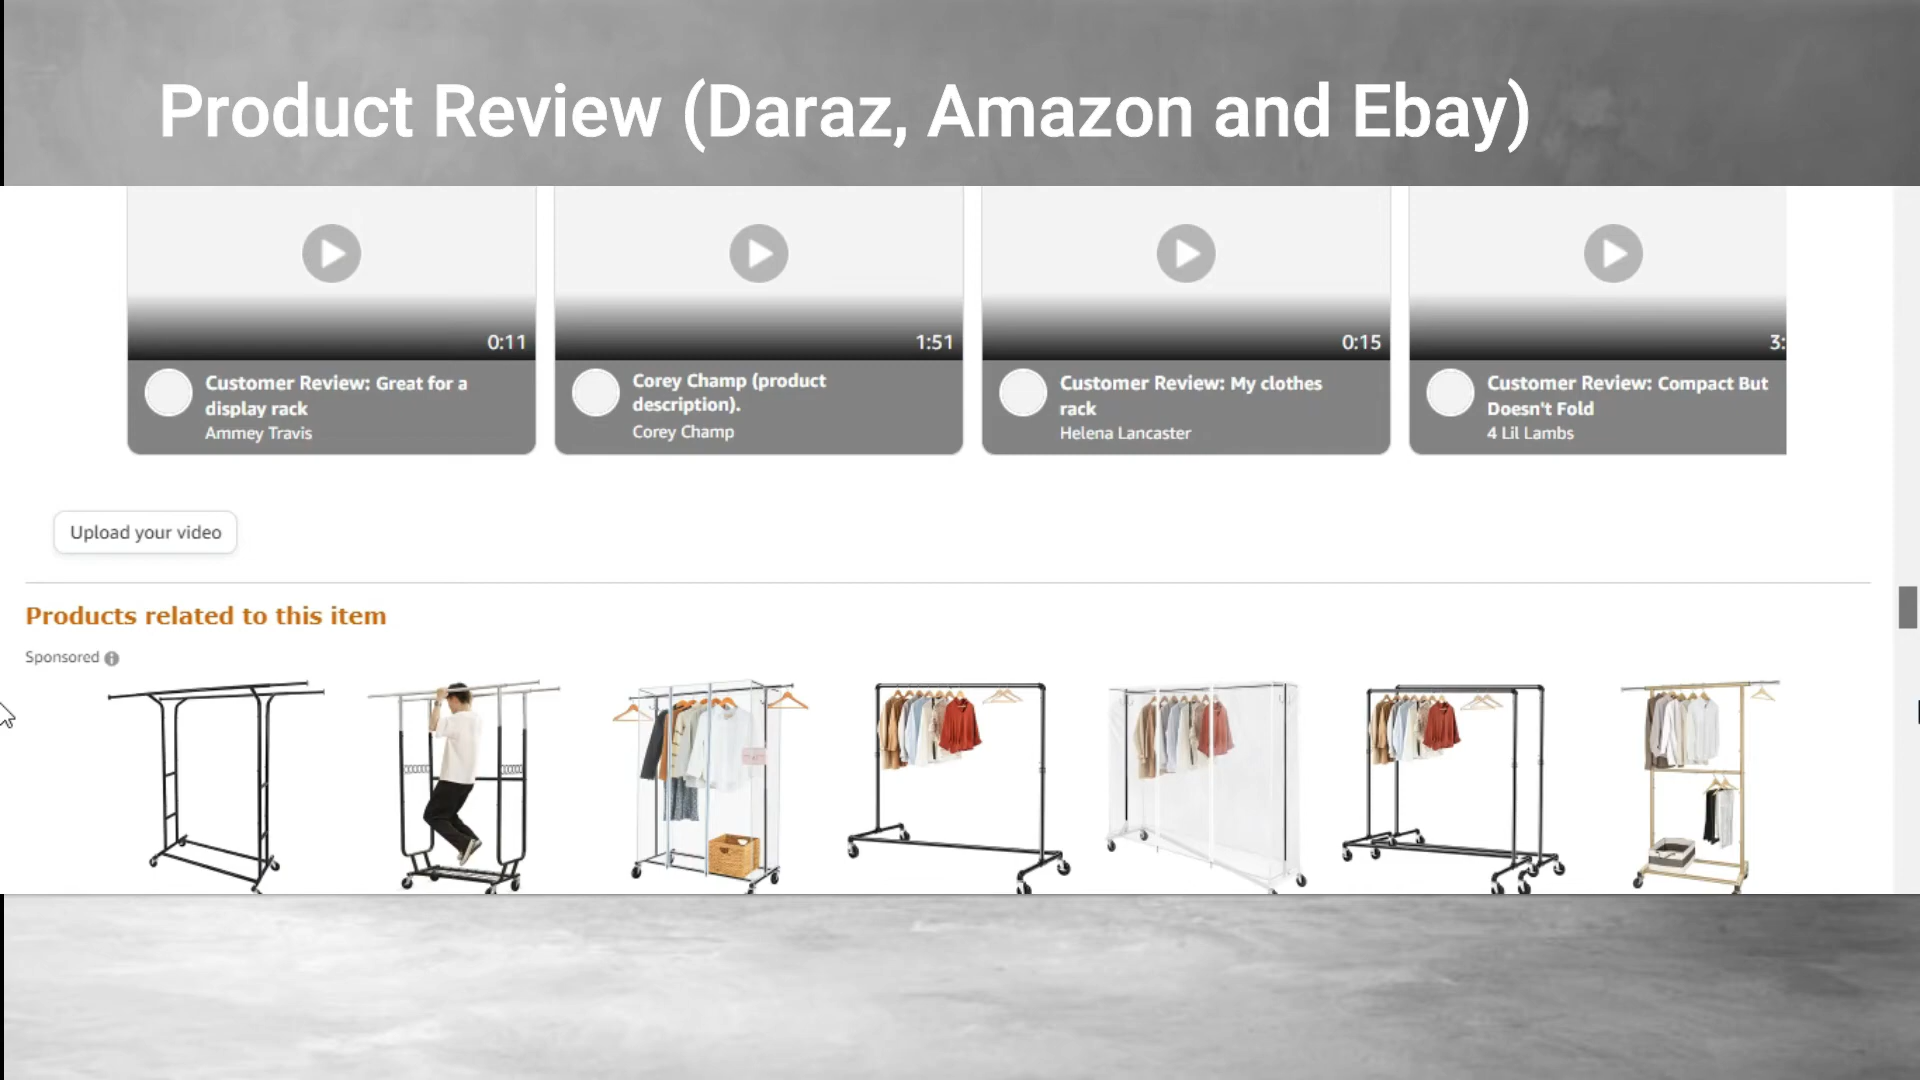 Product Review (Daraz, Amazon and Ebay)
0:11
1:51
0:15
3:
Customer Review: Great for a
display rack
Ammey Travis
Corey Champ (product
description).
Corey Champ
Customer Review: My clothes
rack
Helena Lancaster
Customer Review: Compact But
Doesn't Fold
4 Lil Lambs
Upload your video
Products related to this item
Sponsored